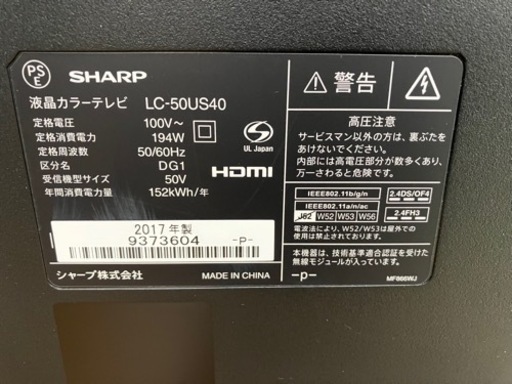 PSE
SHARP
液晶カラーテレビ LC-50US40
定格電圧 100V~
定格消費電力 194W
定格周波数 50/60Hz
区分名 DG1
受信機型サイズ 50V
年間消費電力量 152kWh/年
S
UL Japan
HDMI
2017年製
9373604 -P-
シャープ株式会社 MADE IN CHINA
警告
高圧注意
サービスマン以外の方は、裏ぶたを
あけないでください。
内部には高電圧部分が数多くあり、
万一さわると危険です。
IEEE802.11b/g/n
2.4DS/OF4
IEEE802.11a/n/ac
J52 W52 W53 W56
2.4FH3
電波法により、W52/W53は屋外
での使用が禁じられています。
本機器は、技術基準適合認証を受けた
無線モジュールが入っています。
-P-
MF866WJ